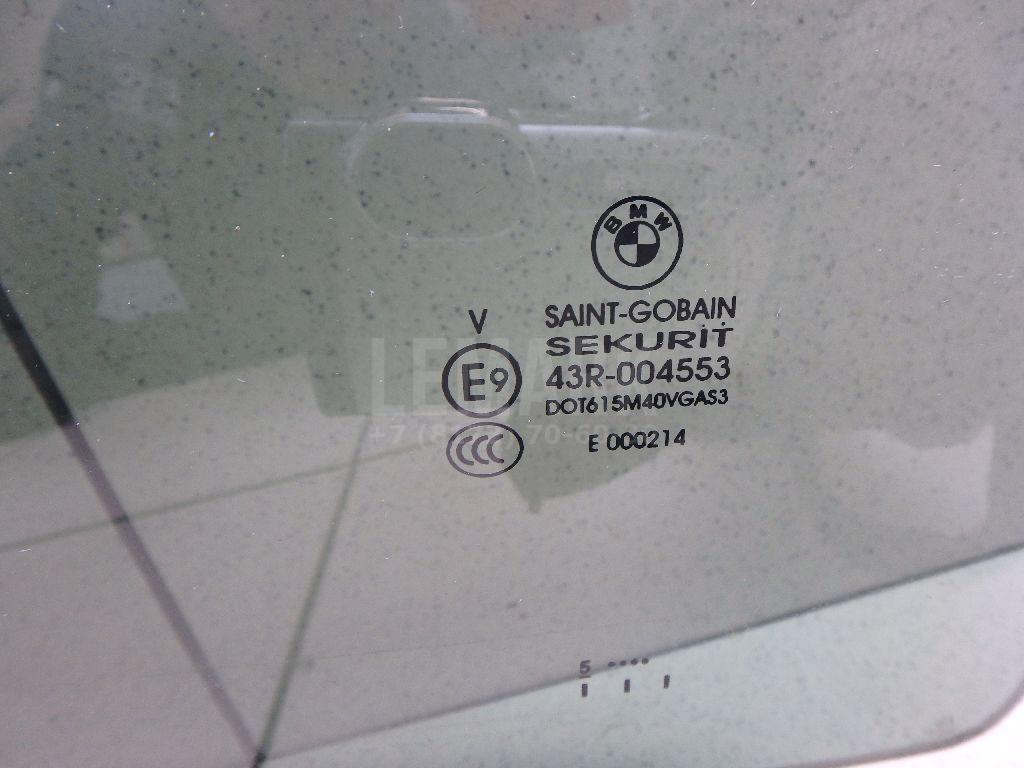 BMW
SAINT-GOBAIN
SEKURIT
V
E9
43R-004553
DOT615M40VGAS3
CCC
E 000214
5 ••••